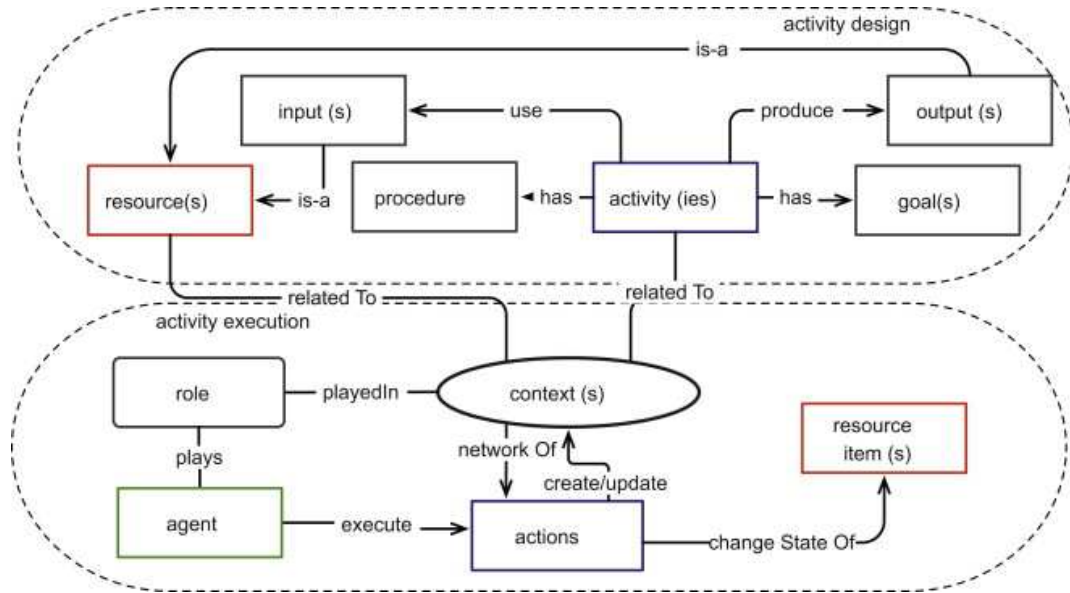 activity design
is-a
input (s)
use
produce
output (s)
resource(s)
is-a
procedure
has
activity (ies)
has
goal(s)
related To
related To
activity execution
role
playedIn
context (s)
resource
item (s)
plays
network Of
create/update
agent
execute
actions
change State Of